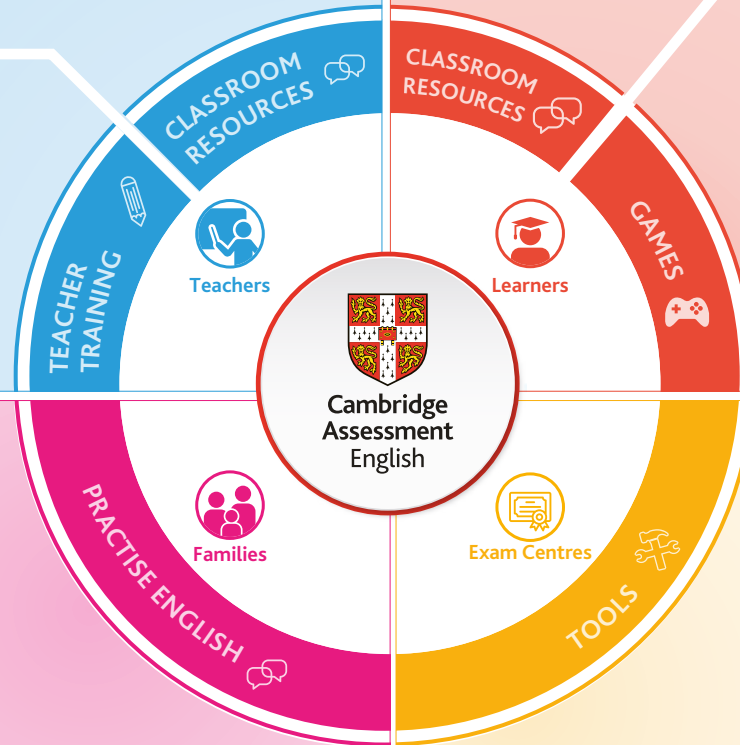 CLASSROOM
RESOURCES
CLASSROOM
RESOURCES
TEACHER
TRAINING
GAMES
Teachers
Learners
Cambridge
Assessment
English
Families
Exam Centres
PRACTISE ENGLISH
TOOLS